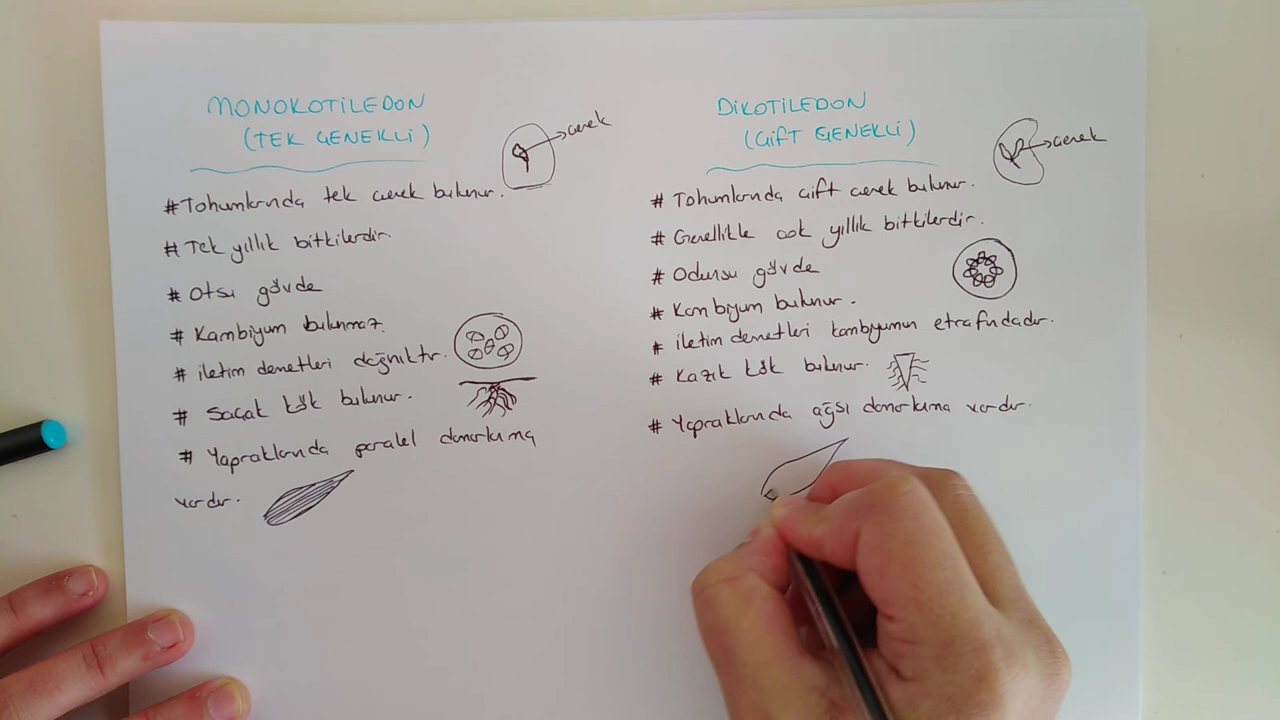 MONOKOTİLEDON
(TEK ÇENEKLİ)
çenek
#Tohumlarında tek çenek bulunur.
# Tek yıllık bitkilerdir.
# Otsu gövde
# Kambiyum bulunmaz.
# iletim demetleri dağınıktır.
# Saçak kök bulunur.
# Yapraklarında paralel damarlanma
vardır.
DİKOTİLEDON
(ÇİFT ÇENEKLİ)
çenek
# Tohumlarında çift çenek bulunur.
# Genellikle çok yıllık bitkilerdir.
# Odunsu gövde
# Kambiyum bulunur.
* iletim demetleri kambiyumun etrafındadır.
# Kazık kök bulunur.
# Yapraklarında ağsı damarlanma vardır.